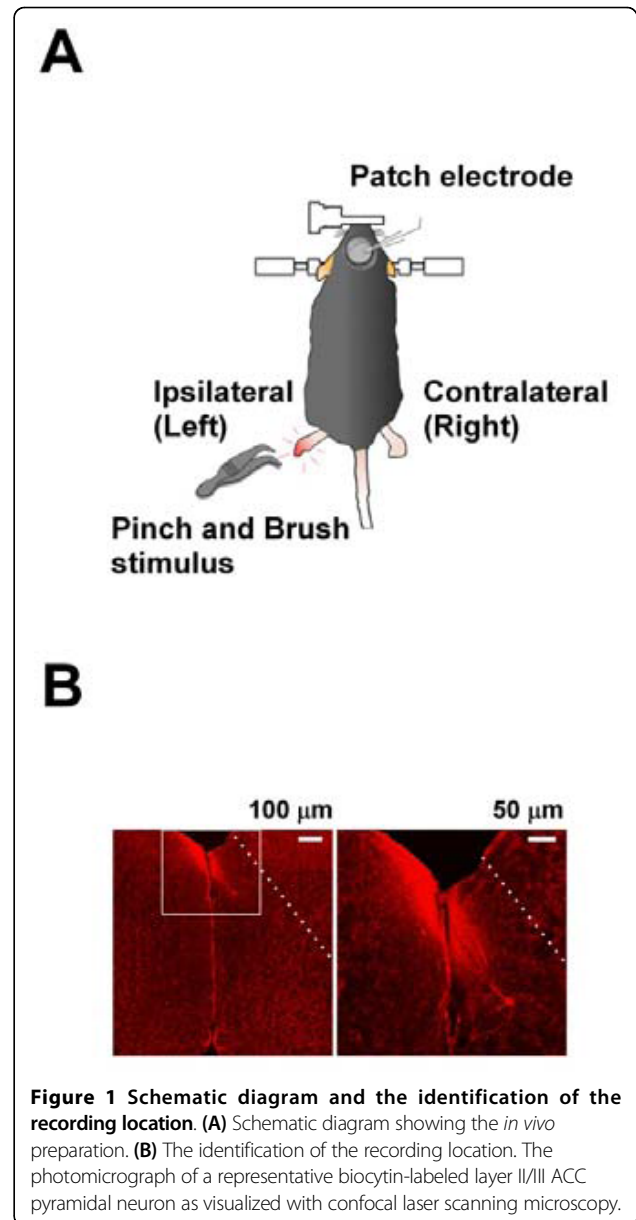 A
Patch electrode
Ipsilateral
(Left)
Contralateral
(Right)
Pinch and Brush
stimulus
B
100 μm
50 μm
Figure 1 Schematic diagram and the identification of the
recording location. (A) Schematic diagram showing the in vivo
preparation. (B) The identification of the recording location. The
photomicrograph of a representative biocytin-labeled layer II/III ACC
pyramidal neuron as visualized with confocal laser scanning microscopy.